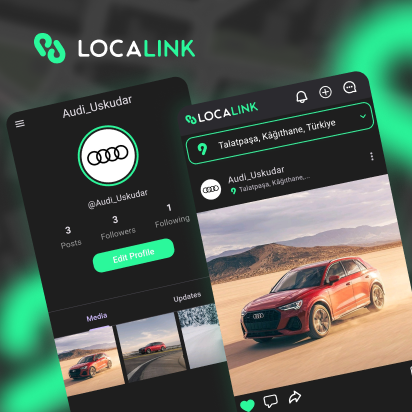 LOCALINK
Audi_Uskudar
@Audi_Uskudar
3
Posts
3
Followers
1
Following
Edit Profile
Media
Updates
LOCALINK
Talatpaşa, Kâğıthane, Türkiye
Audi_Uskudar
Talatpaşa, Kâğıthane,...